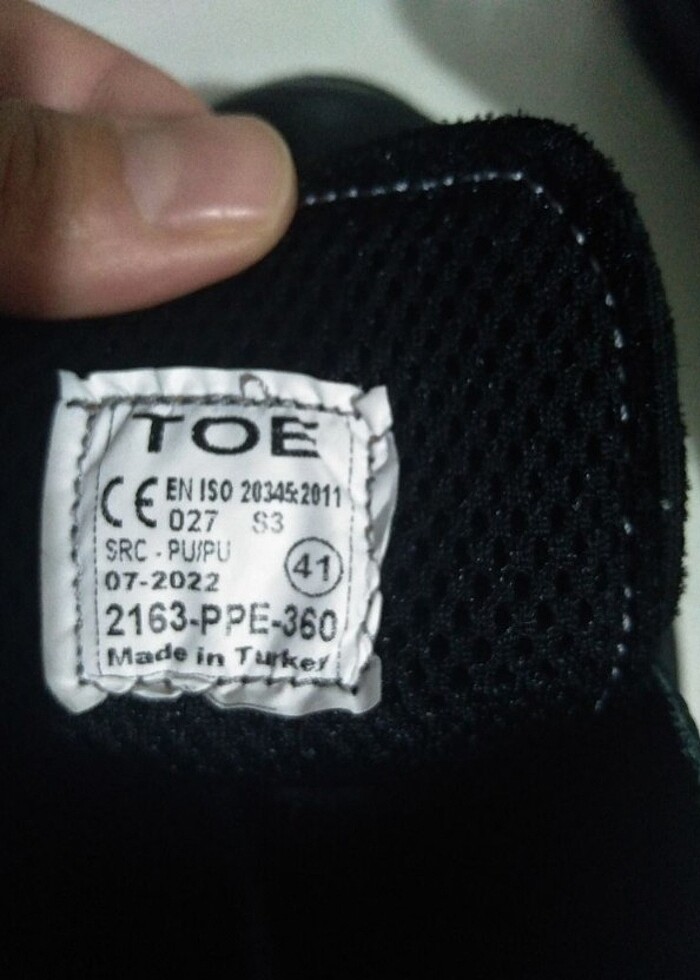 TOE
CE EN ISO 20345:2011
027 S3
SRC - PU/PU
41
07-2022
2163-PPE-360
Made in Turkey